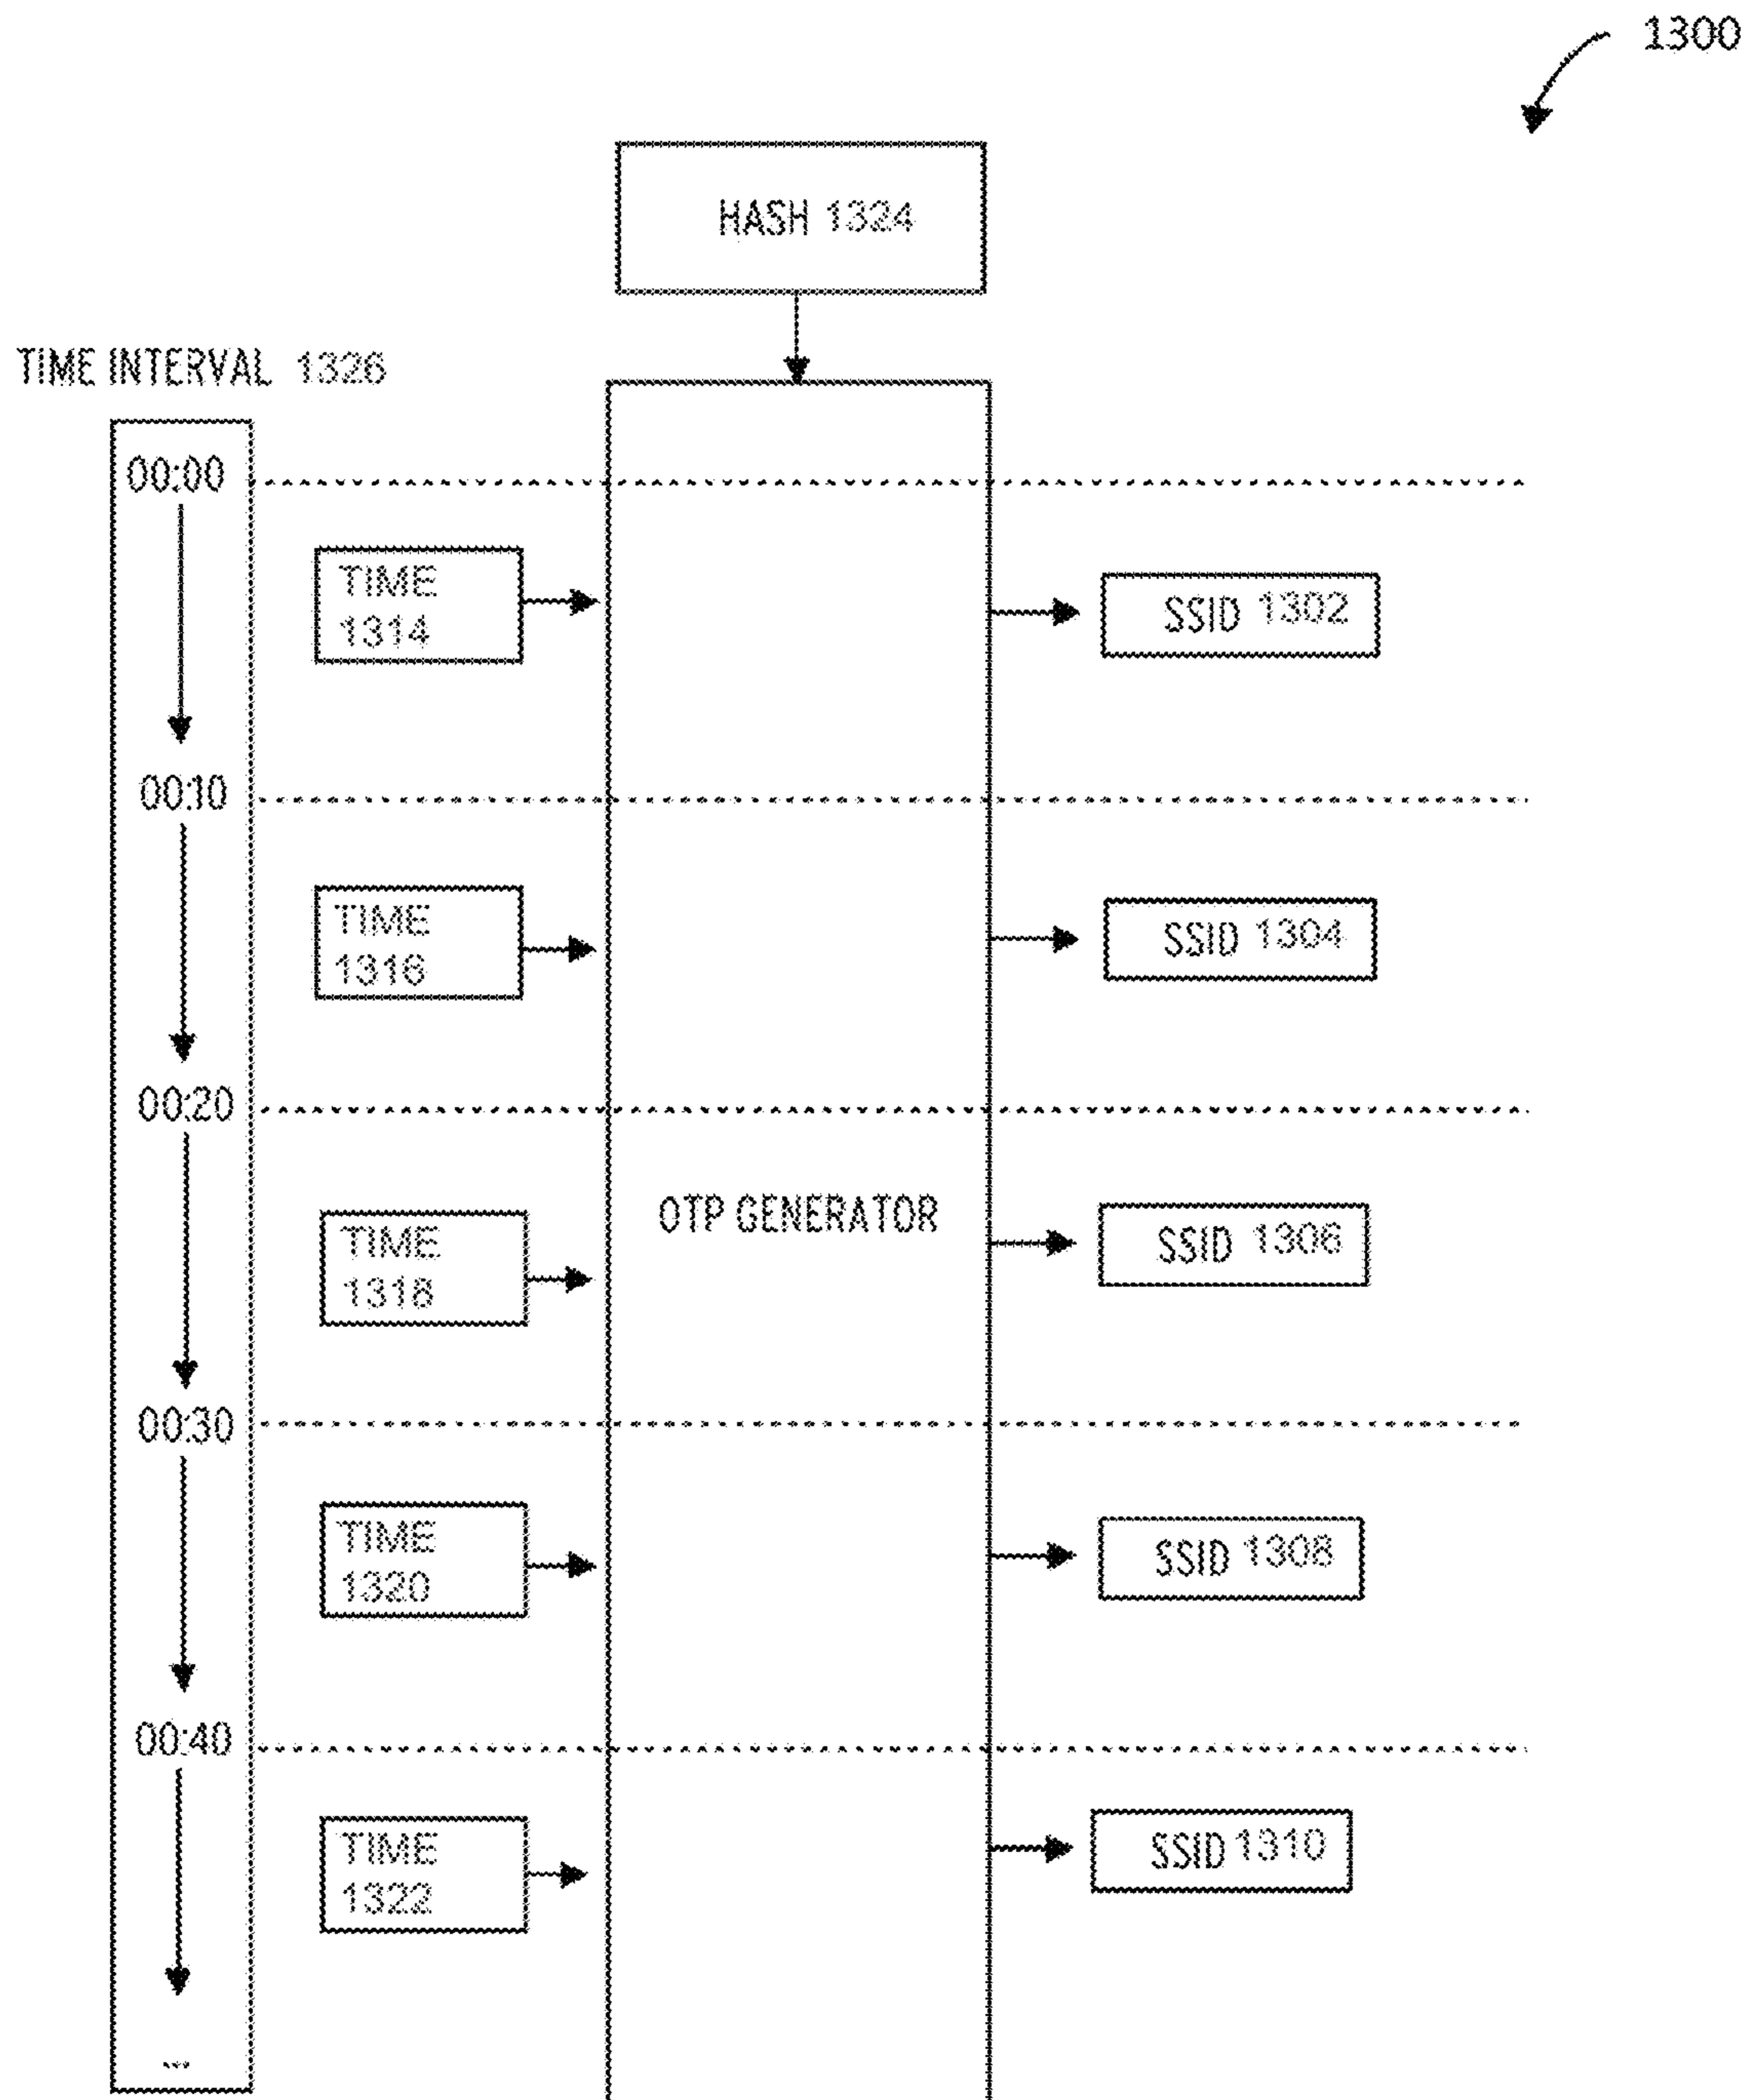 1300
HASH 1324
TIME INTERVAL 1326
00:00
TIME
1314
SSID 1302
00:10
TIME
1316
SSID 1304
00:20
TIME
1318
OTP GENERATOR
SSID 1306
00:30
TIME
1320
SSID 1308
00:40
TIME
1322
SSID 1310
...